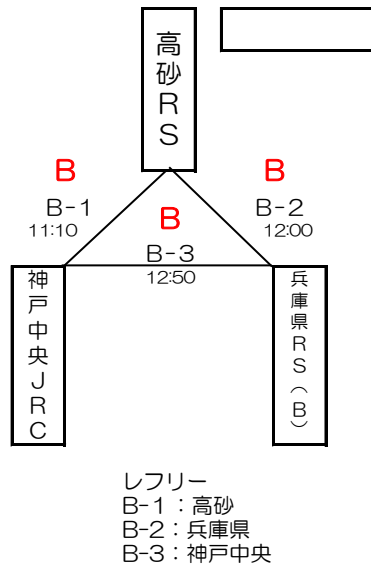 高砂RS
B
B
B-1
B
B-2
11:10
12:00
B-3
12:50
神戸中央JRC
兵庫県RS（B）
レフリー
B-1：高砂
B-2：兵庫県
B-3：神戸中央